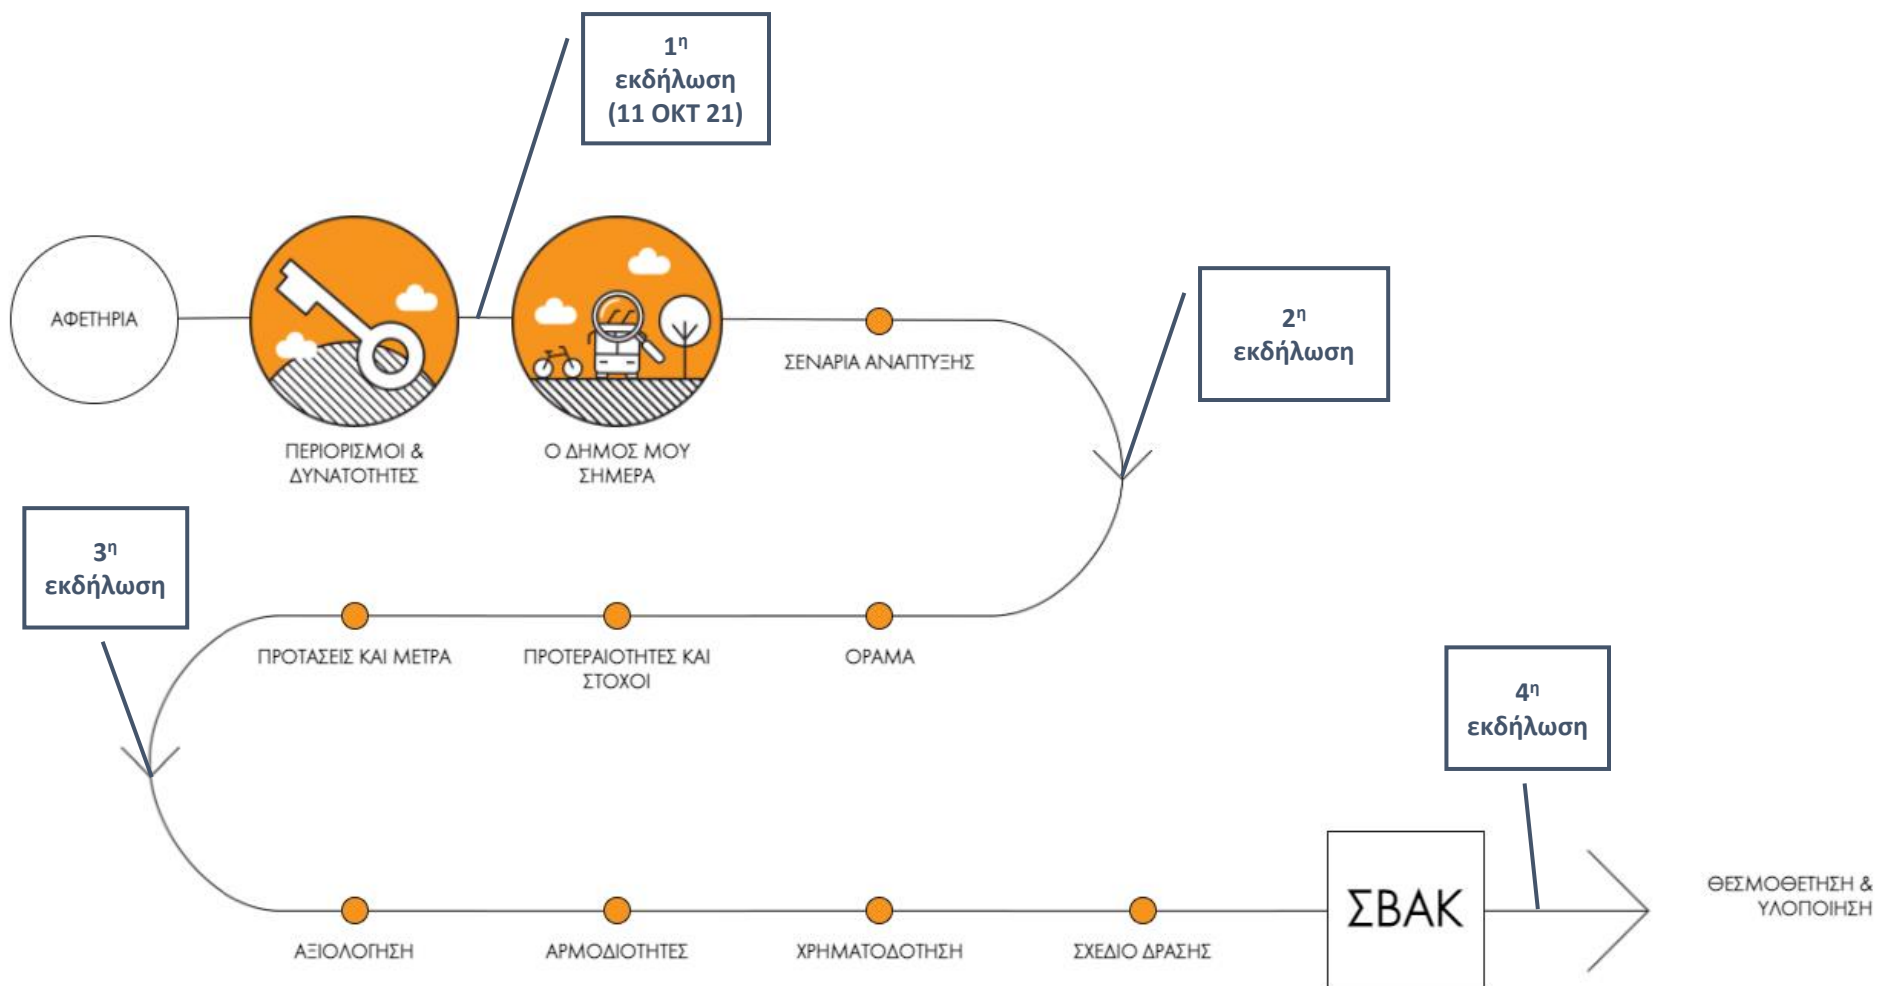 1η
εκδήλωση
(11 ΟΚΤ 21)
ΑΦΕΤΗΡΙΑ
ΠΕΡΙΟΡΙΣΜΟΙ &
ΔΥΝΑΤΟΤΗΤΕΣ
Ο ΔΗΜΟΣ ΜΟΥ
ΣΗΜΕΡΑ
ΣΕΝΑΡΙΑ ΑΝΑΠΤΥΞΗΣ
2η
εκδήλωση
ΟΡΑΜΑ
ΠΡΟΤΕΡΑΙΟΤΗΤΕΣ ΚΑΙ
ΣΤΟΧΟΙ
ΠΡΟΤΑΣΕΙΣ ΚΑΙ ΜΕΤΡΑ
3η
εκδήλωση
ΑΞΙΟΛΟΓΗΣΗ
ΑΡΜΟΔΙΟΤΗΤΕΣ
ΧΡΗΜΑΤΟΔΟΤΗΣΗ
ΣΧΕΔΙΟ ΔΡΑΣΗΣ
ΣΒΑΚ
4η
εκδήλωση
ΘΕΣΜΟΘΕΤΗΣΗ &
ΥΛΟΠΟΙΗΣΗ